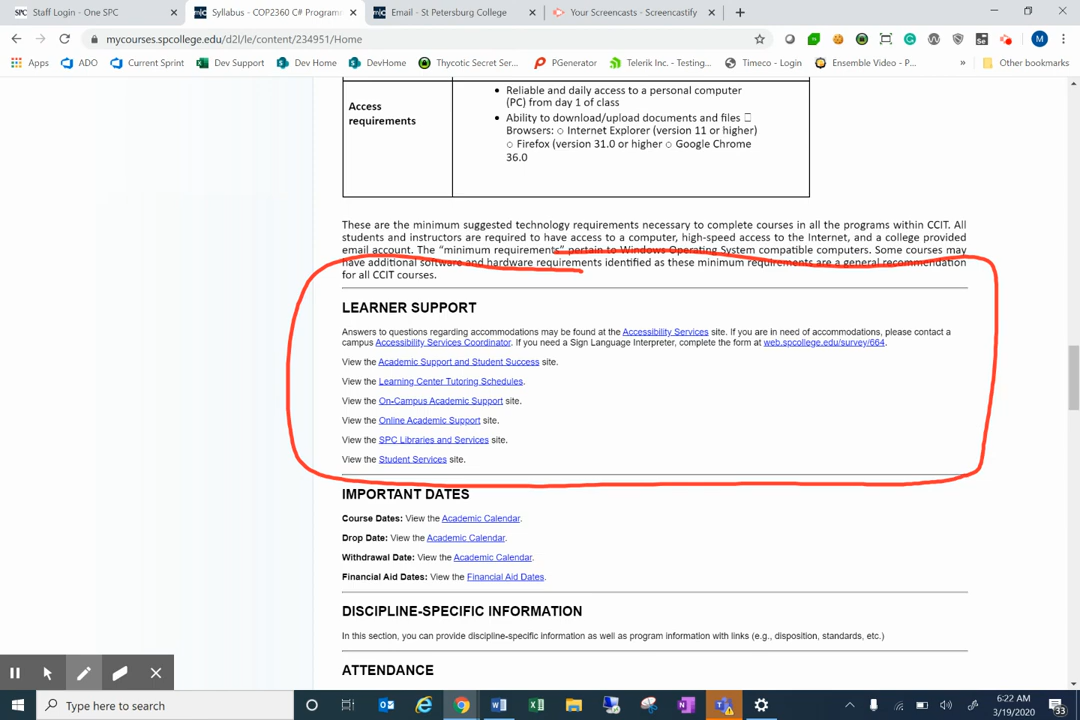 Staff Login - One SPC
Syllabus - COP2360 C# Programm
Email - St Petersburg College
Your Screencasts - Screencastify
mycourses.spcollege.edu/d2l/le/content/234951/Home
Apps
ADO
Current Sprint
Dev Support
Dev Home
DevHome
Thycotic Secret Ser...
PGenerator
Telerik Inc. - Testing...
Timeco - Login
Ensemble Video - P...
»
Other bookmarks
Access
requirements
• Reliable and daily access to a personal computer
(PC) from day 1 of class
• Ability to download/upload documents and files □
Browsers: ○ Internet Explorer (version 11 or higher)
○ Firefox (version 31.0 or higher ○ Google Chrome
36.0
These are the minimum suggested technology requirements necessary to complete courses in all the programs within CCIT. All
students and instructors are required to have access to a computer, high-speed access to the Internet, and a college provided
email account. The “minimum requirements” pertain to Windows Operating System compatible computers. Some courses may
have additional software and hardware requirements identified as these minimum requirements are a general recommendation
for all CCIT courses.
LEARNER SUPPORT
Answers to questions regarding accommodations may be found at the Accessibility Services site. If you are in need of accommodations, please contact a
campus Accessibility Services Coordinator. If you need a Sign Language Interpreter, complete the form at web.spcollege.edu/survey/664.
View the Academic Support and Student Success site.
View the Learning Center Tutoring Schedules.
View the On-Campus Academic Support site.
View the Online Academic Support site.
View the SPC Libraries and Services site.
View the Student Services site.
IMPORTANT DATES
Course Dates: View the Academic Calendar.
Drop Date: View the Academic Calendar.
Withdrawal Date: View the Academic Calendar.
Financial Aid Dates: View the Financial Aid Dates.
DISCIPLINE-SPECIFIC INFORMATION
In this section, you can provide discipline-specific information as well as program information with links (e.g., disposition, standards, etc.)
ATTENDANCE
Type here to search
6:22 AM
3/19/2020
33